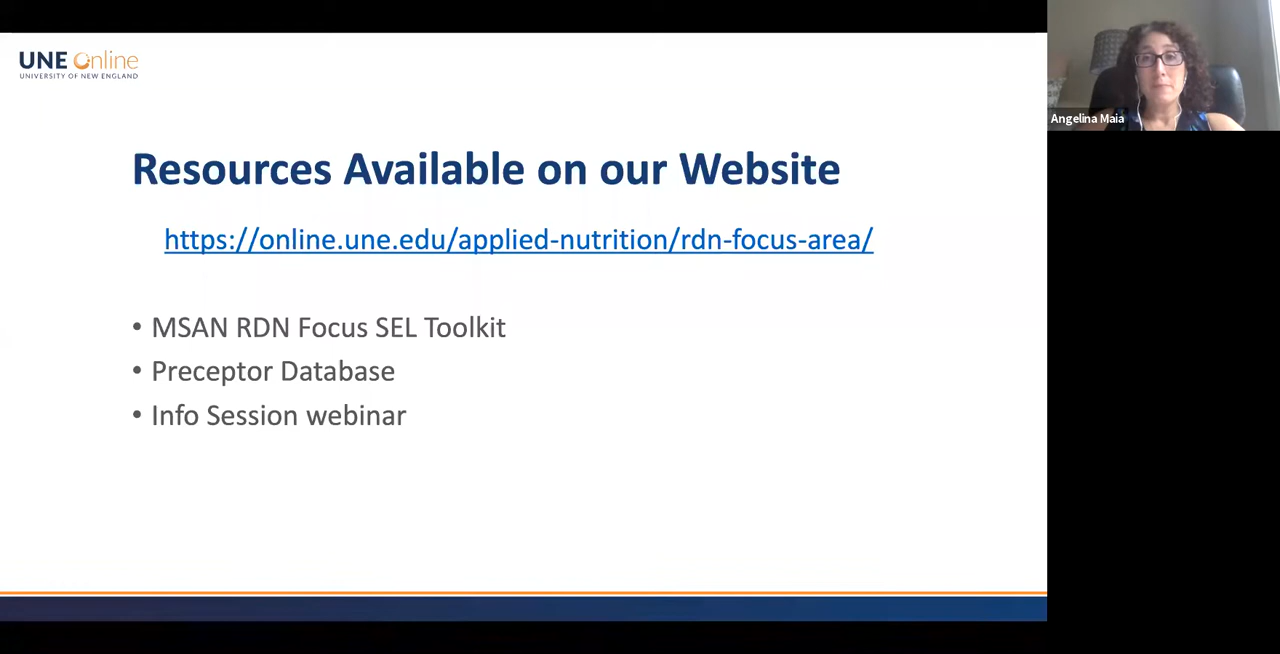 UNE Online
UNIVERSITY OF NEW ENGLAND
Angelina Maia
Resources Available on our Website
https://online.une.edu/applied-nutrition/rdn-focus-area/
• MSAN RDN Focus SEL Toolkit
• Preceptor Database
• Info Session webinar